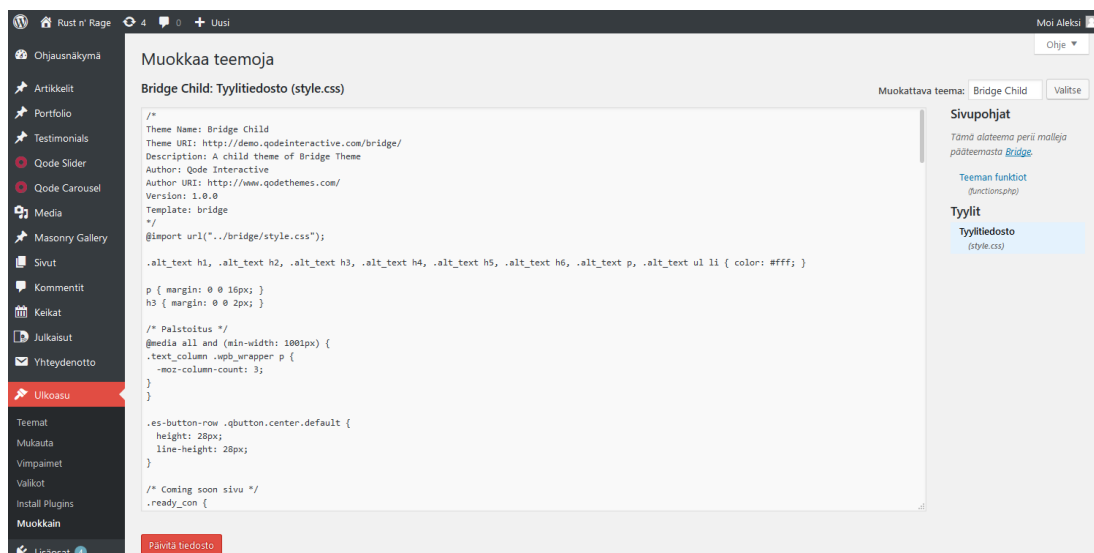 Rust n' Rage 4 0 + Uusi Moi Aleksi
Ohje ▼
Ohjausnäkymä
Artikkelit
Portfolio
Testimonials
Qode Slider
Qode Carousel
Media
Masonry Gallery
Sivut
Kommentit
Keikat
Julkaisut
Yhteydenotto
Ulkoasu
Teemat
Mukauta
Vimpaimet
Valikot
Install Plugins
Muokkain
Lisäosat 4
Muokkaa teemoja
Bridge Child: Tyylitiedosto (style.css)
Muokattava teema: Bridge Child Valitse
/*
Theme Name: Bridge Child
Theme URI: http://demo.qodeinteractive.com/bridge/
Description: A child theme of Bridge Theme
Author: Qode Interactive
Author URI: http://www.qodethemes.com/
Version: 1.0.0
Template: bridge
*/
@import url("../bridge/style.css");
.alt_text h1, .alt_text h2, .alt_text h3, .alt_text h4, .alt_text h5, .alt_text h6, .alt_text p, .alt_text ul li { color: #fff; }
p { margin: 0 0 16px; }
h3 { margin: 0 0 2px; }
/* Palstoitus */
@media all and (min-width: 1001px) {
.text_column .wpb_wrapper p {
-moz-column-count: 3;
}
}
.es-button-row .qbutton.center.default {
height: 28px;
line-height: 28px;
}
/* Coming soon sivu */
.ready_con {
Päivitä tiedosto
Sivupohjat
Tämä alateema perii malleja
pääteemasta Bridge.
Teeman funktiot
(functions.php)
Tyylit
Tyylitiedosto
(style.css)